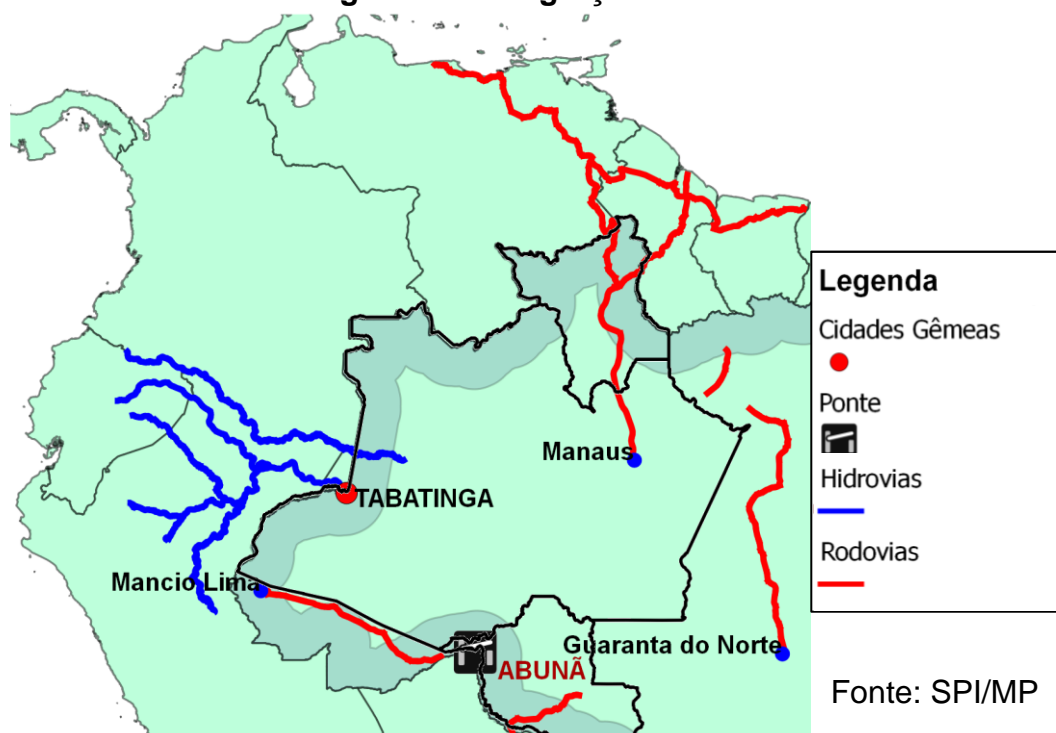 Legenda
Cidades Gêmeas
Ponte
Hidrovias
Rodovias
Manaus
TABATINGA
Mancio Lima
Guaranta do Norte
ABUNÃ
Fonte: SPI/MP